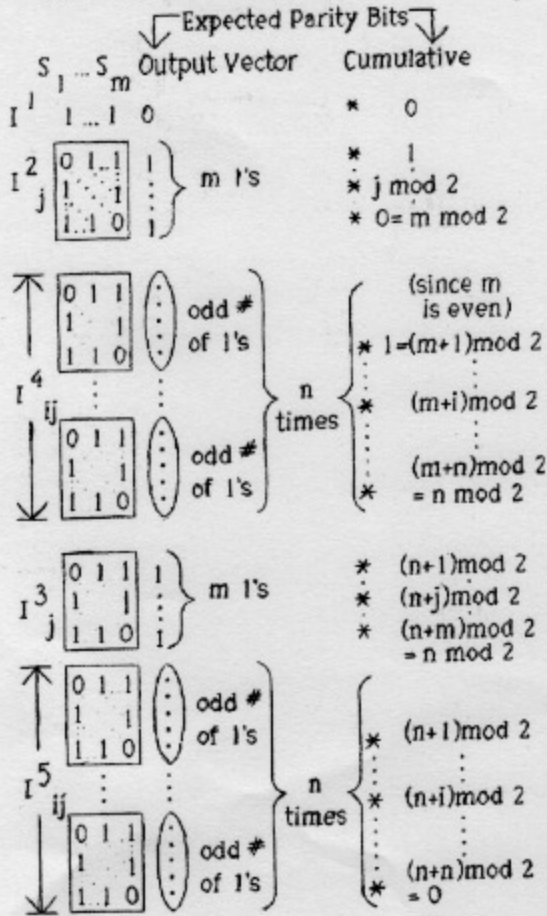 Expected Parity Bits
S1 ... Sm Output Vector Cumulative
I^1 1 ... 1 0 * 0
I^2_j 0 1..1 1 * 1
1 1 } m 1's * j mod 2
1..1 0 1 * 0= m mod 2
(since m
is even)
0 1 1 odd #
1 1 of 1's * 1=(m+1)mod 2
1 1 0
I^4_ij n times * (m+i)mod 2
0 1 1 odd #
1 1 of 1's (m+n)mod 2
1 1 0 * = n mod 2
0 1 1 1 * (n+1)mod 2
I^3_j 1 1 } m 1's * (n+j)mod 2
1 1 0 1 * (n+m)mod 2
= n mod 2
0 1 1 odd #
1 1 of 1's * (n+1)mod 2
1 1 0
I^5_ij n times * (n+i)mod 2
0 1 1 odd #
1 1 of 1's (n+n)mod 2
1 1 0 * = 0